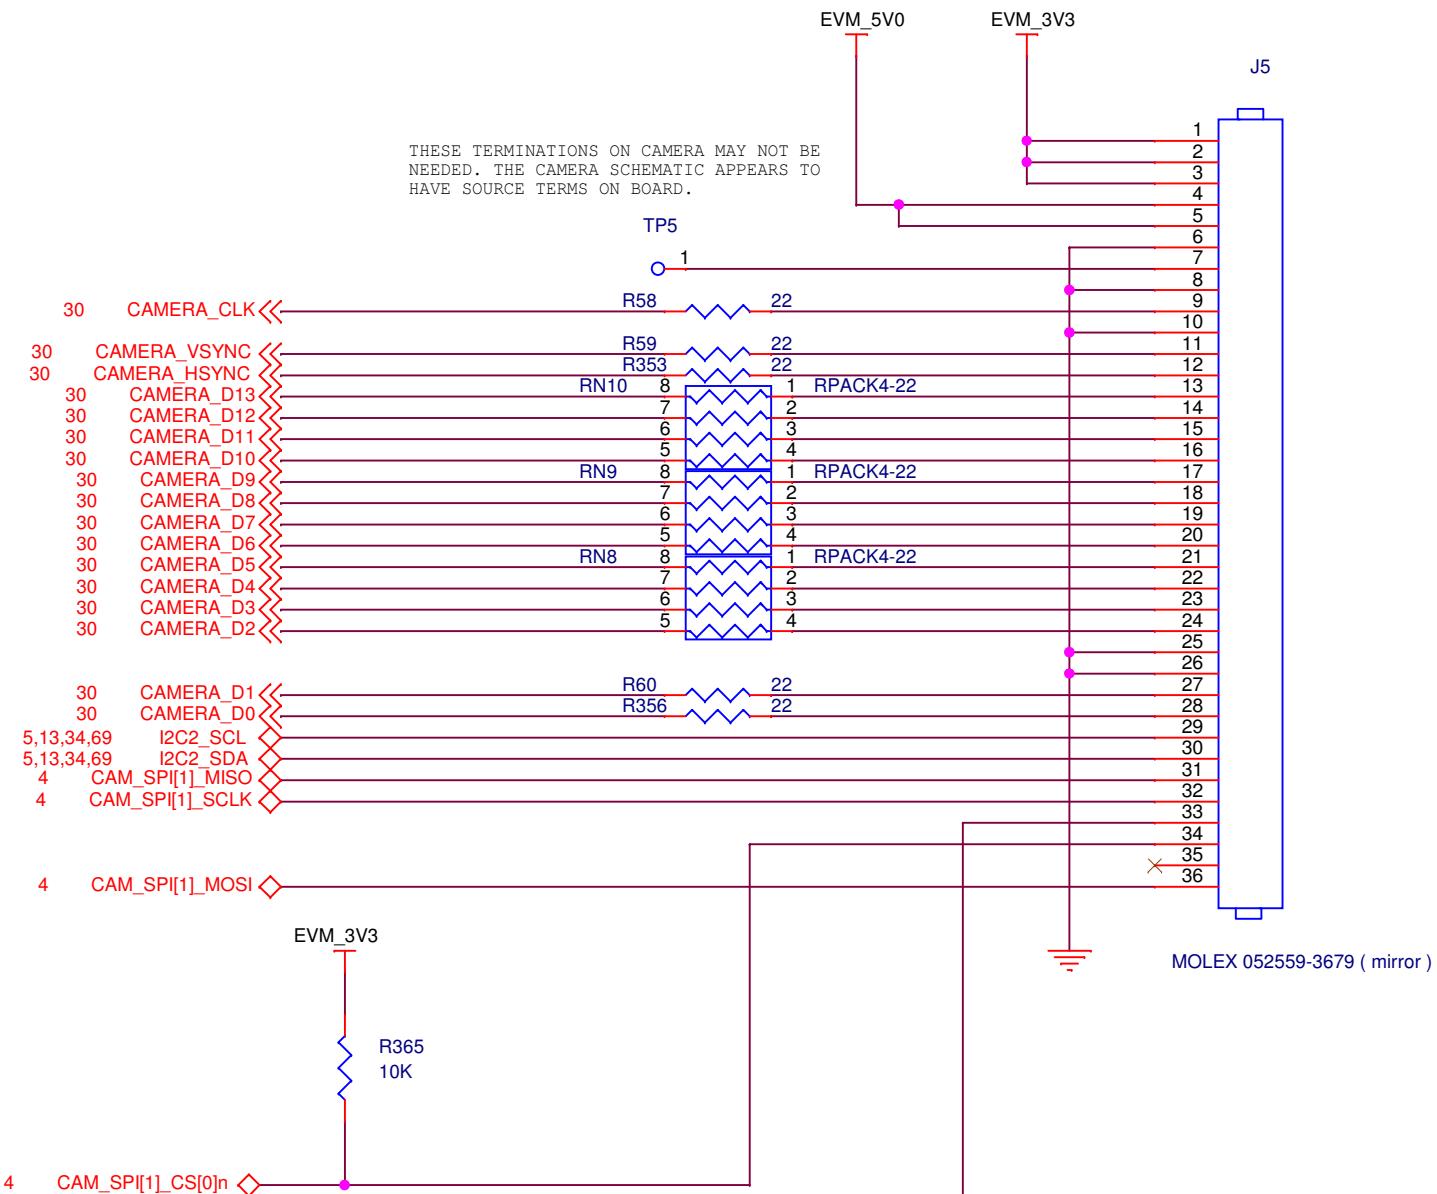 EVM_5V0 EVM_3V3
J5
THESE TERMINATIONS ON CAMERA MAY NOT BE
NEEDED. THE CAMERA SCHEMATIC APPEARS TO
HAVE SOURCE TERMS ON BOARD.
1
2
3
4
5
6
TP5
1 7
8
30 CAMERA_CLK R58 22 9
10
30 CAMERA_VSYNC R59 22 11
30 CAMERA_HSYNC R353 22 12
30 CAMERA_D13 RN10 8 1 RPACK4-22 13
30 CAMERA_D12 7 2 14
30 CAMERA_D11 6 3 15
30 CAMERA_D10 5 4 16
30 CAMERA_D9 RN9 8 1 RPACK4-22 17
30 CAMERA_D8 7 2 18
30 CAMERA_D7 6 3 19
30 CAMERA_D6 5 4 20
30 CAMERA_D5 RN8 8 1 RPACK4-22 21
30 CAMERA_D4 7 2 22
30 CAMERA_D3 6 3 23
30 CAMERA_D2 5 4 24
25
26
30 CAMERA_D1 R60 22 27
30 CAMERA_D0 R356 22 28
5,13,34,69 I2C2_SCL 29
5,13,34,69 I2C2_SDA 30
4 CAM_SPI[1]_MISO 31
4 CAM_SPI[1]_SCLK 32
33
34
35
4 CAM_SPI[1]_MOSI 36
EVM_3V3
MOLEX 052559-3679 ( mirror )
R365
10K
4 CAM_SPI[1]_CS[0]n